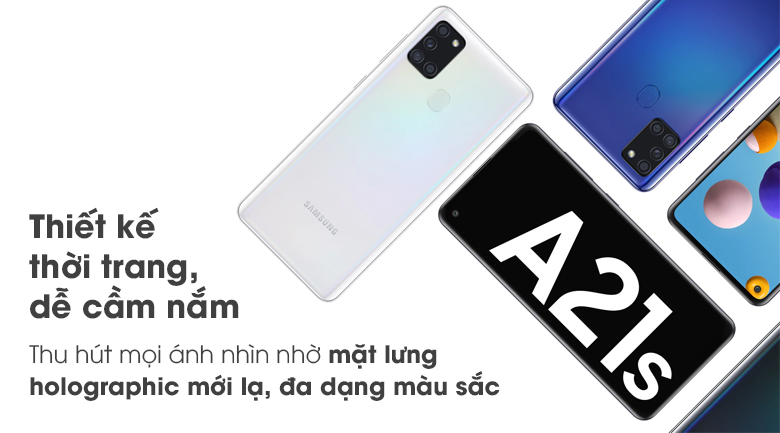 SAMSUNG
A21s
Thiết kế
thời trang,
dễ cầm nắm
Thu hút mọi ánh nhìn nhờ mặt lưng
holographic mới lạ, đa dạng màu sắc